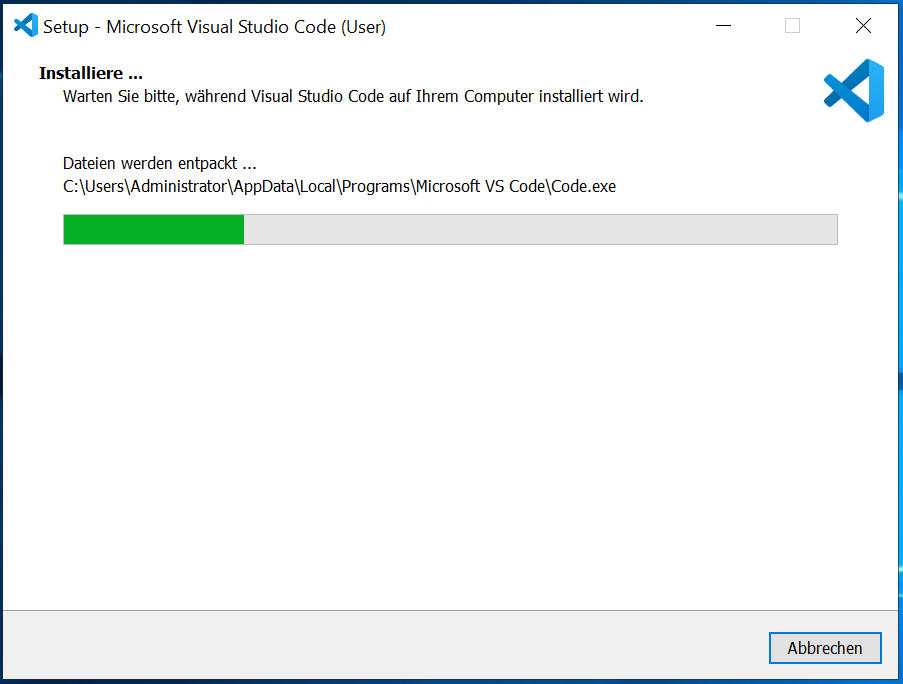 Setup - Microsoft Visual Studio Code (User)
Installiere ...
Warten Sie bitte, während Visual Studio Code auf Ihrem Computer installiert wird.
Dateien werden entpackt ...
C:\Users\Administrator\AppData\Local\Programs\Microsoft VS Code\Code.exe
Abbrechen